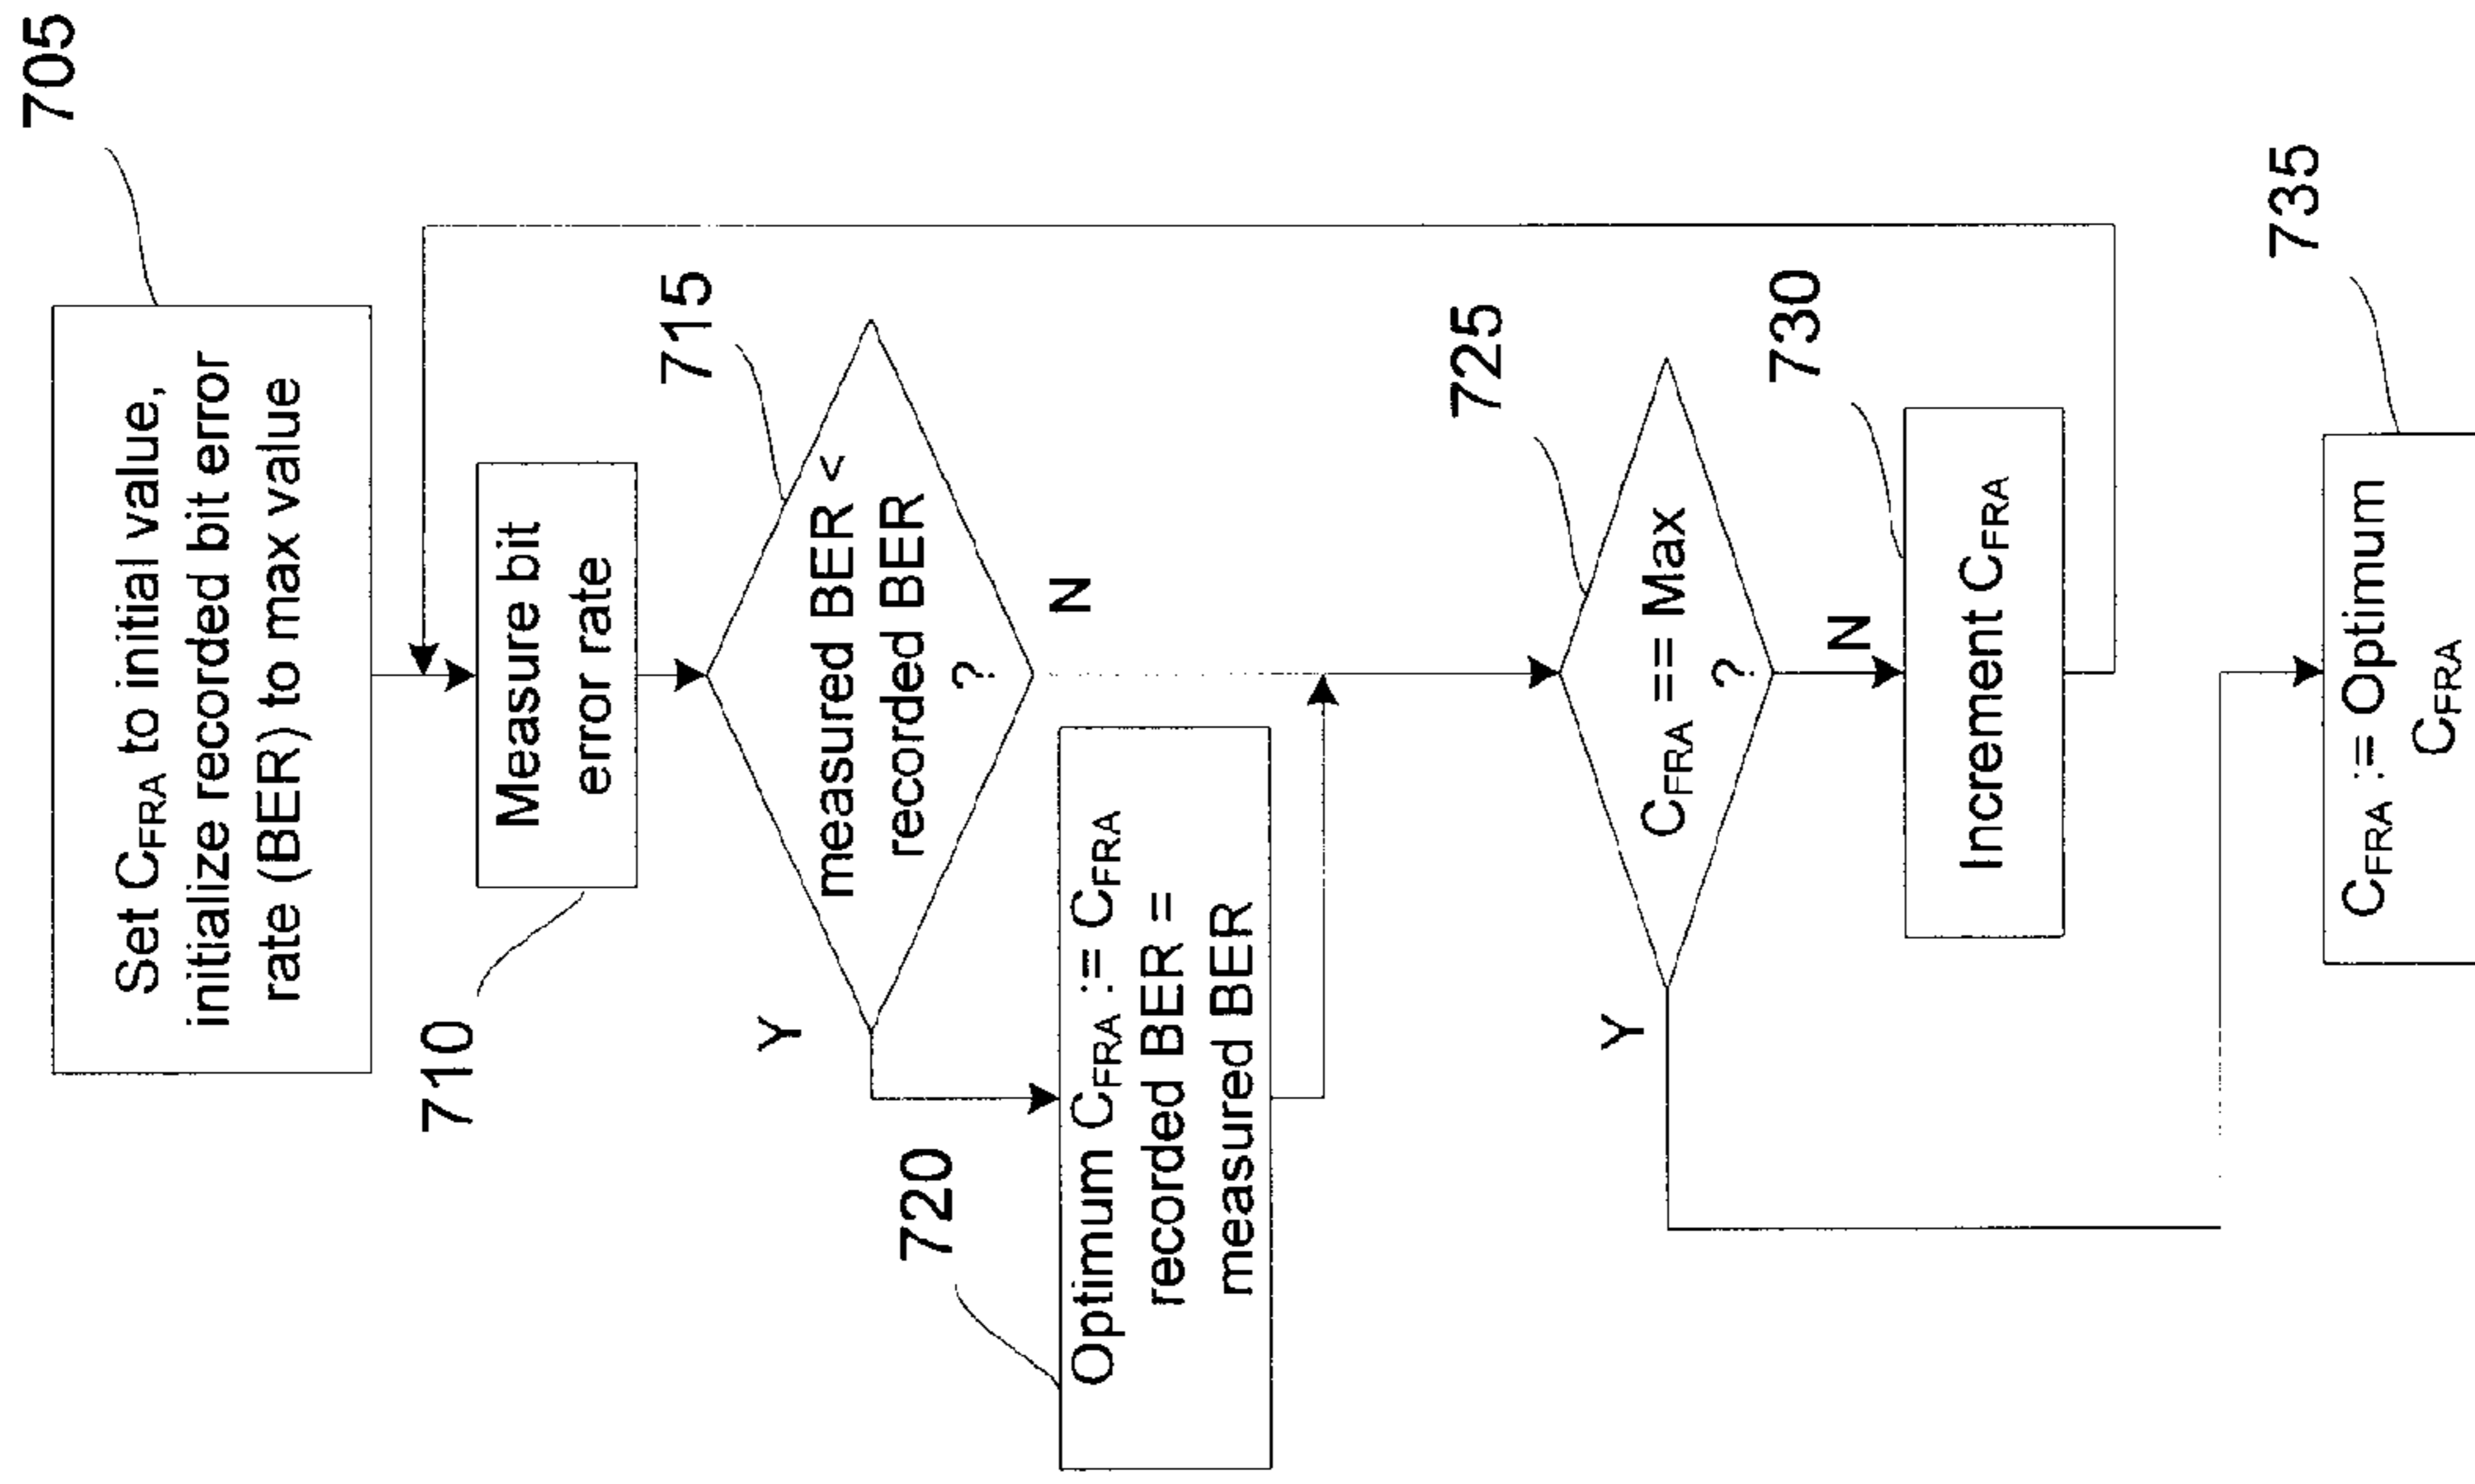 705
Set CFRA to initial value,
initialize recorded bit error
rate (BER) to max value
710
Measure bit
error rate
715
measured BER <
recorded BER
?
Y
N
720
Optimum CFRA := CFRA
recorded BER =
measured BER
725
CFRA == Max
?
Y
N
730
Increment CFRA
735
CFRA := Optimum
CFRA